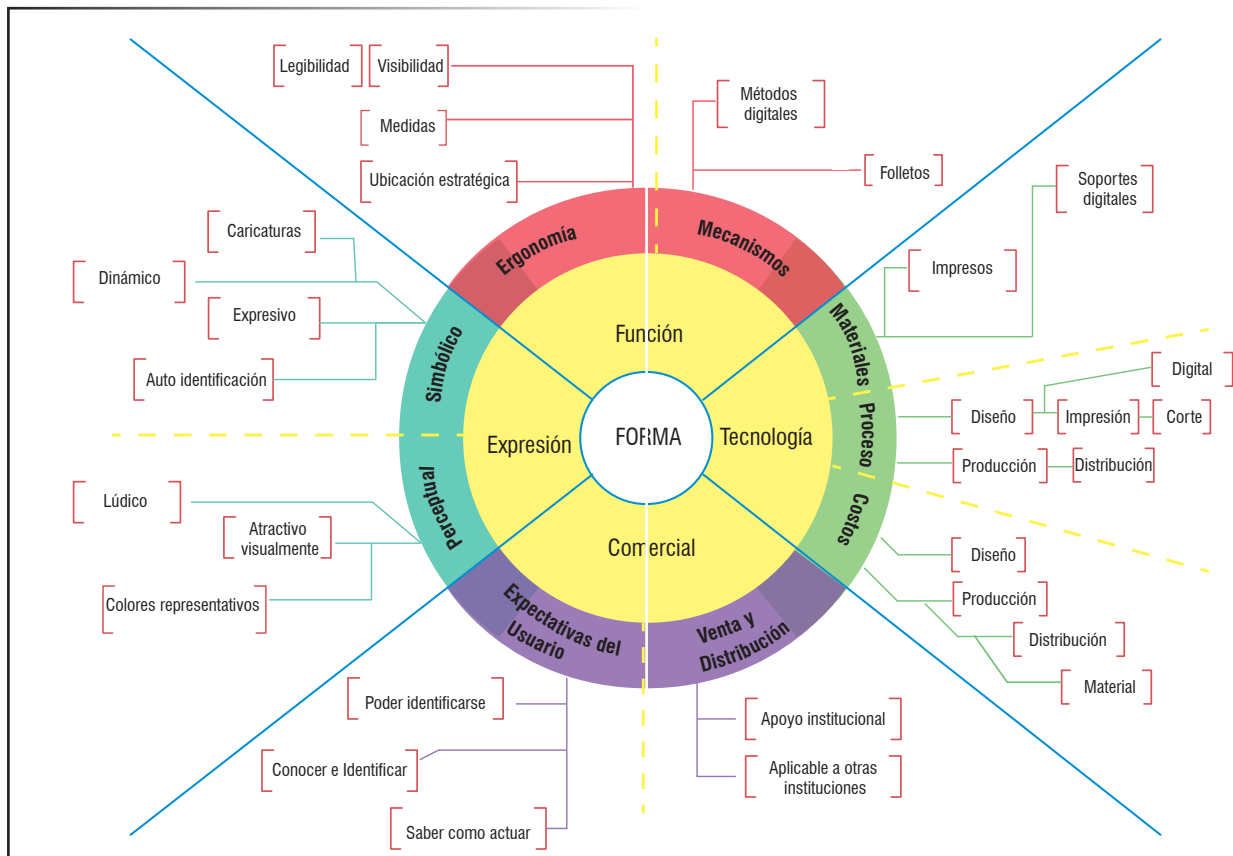 Legibilidad
Visibilidad
Medidas
Ubicación estratégica
Métodos
digitales
Folletos
Soportes
digitales
Impresos
Caricaturas
Dinámico
Expresivo
Auto identificación
Ergonomía
Mecanismos
Simbólico
Materiales
Función
Expresión
FORMA
Tecnología
Proceso
Digital
Diseño
Impresión
Corte
Producción
Distribución
Perceptual
Costos
Lúdico
Atractivo
visualmente
Colores representativos
Comercial
Diseño
Producción
Distribución
Material
Expectativas del
Usuario
Venta y
Distribución
Poder identificarse
Conocer e Identificar
Saber como actuar
Apoyo institucional
Aplicable a otras
instituciones